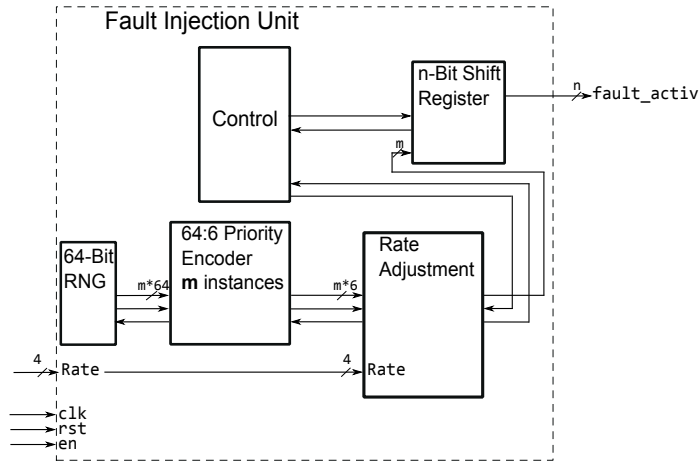 Fault Injection Unit
Control
n-Bit Shift
Register
n
fault_activ
m
64-Bit
RNG
m*64
64:6 Priority
Encoder
m instances
m*6
Rate
Adjustment
4
Rate
4
Rate
clk
rst
en